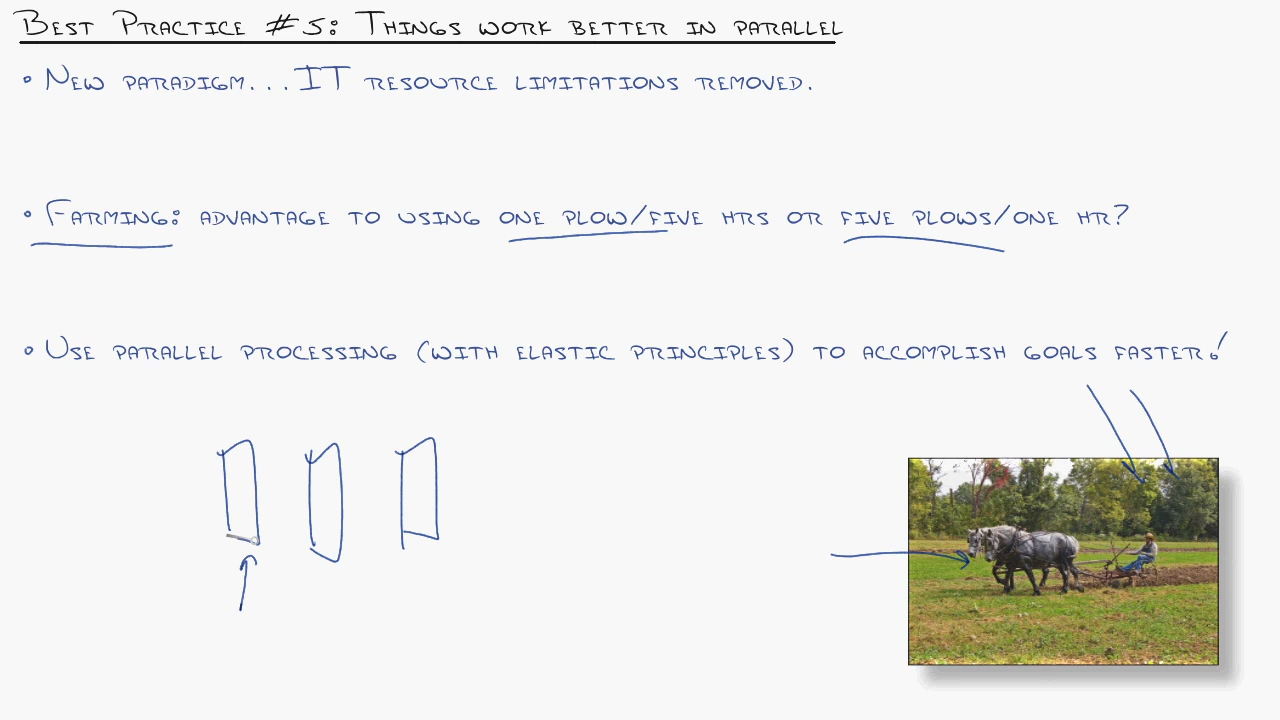 Best Practice #5: Things work better in parallel
• New paradigm...IT resource limitations removed.
• Farming: advantage to using one plow/five hrs or five plows/one hr?
• Use parallel processing (with elastic principles) to accomplish goals faster!